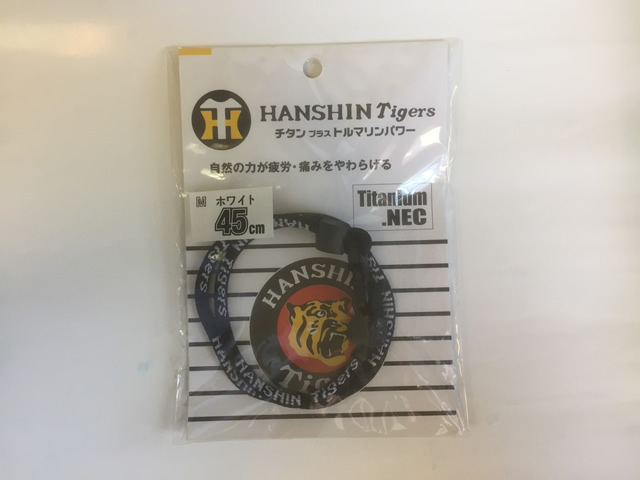 HT
HANSHIN Tigers
チタン プラス トルマリンパワー
自然の力が疲労・痛みをやわらげる
M ホワイト
45cm
Titanium
.NEC
HANSHIN
Tigers
HANSHIN
HANSHIN Tigers
HANSHIN